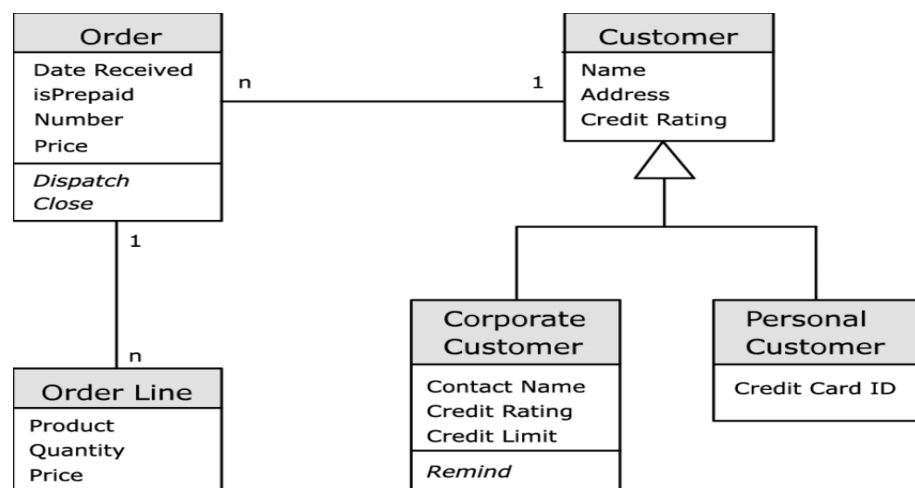 Order
Date Received
isPrepaid
Number
Price
Dispatch
Close
n
1
Customer
Name
Address
Credit Rating
1
n
Order Line
Product
Quantity
Price
Corporate
Customer
Contact Name
Credit Rating
Credit Limit
Remind
Personal
Customer
Credit Card ID